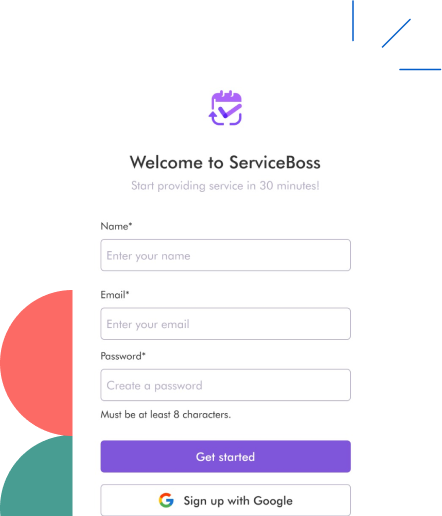 Welcome to ServiceBoss
Start providing service in 30 minutes!
Name*
Enter your name
Email*
Enter your email
Password*
Create a password
Must be at least 8 characters.
Get started
Sign up with Google